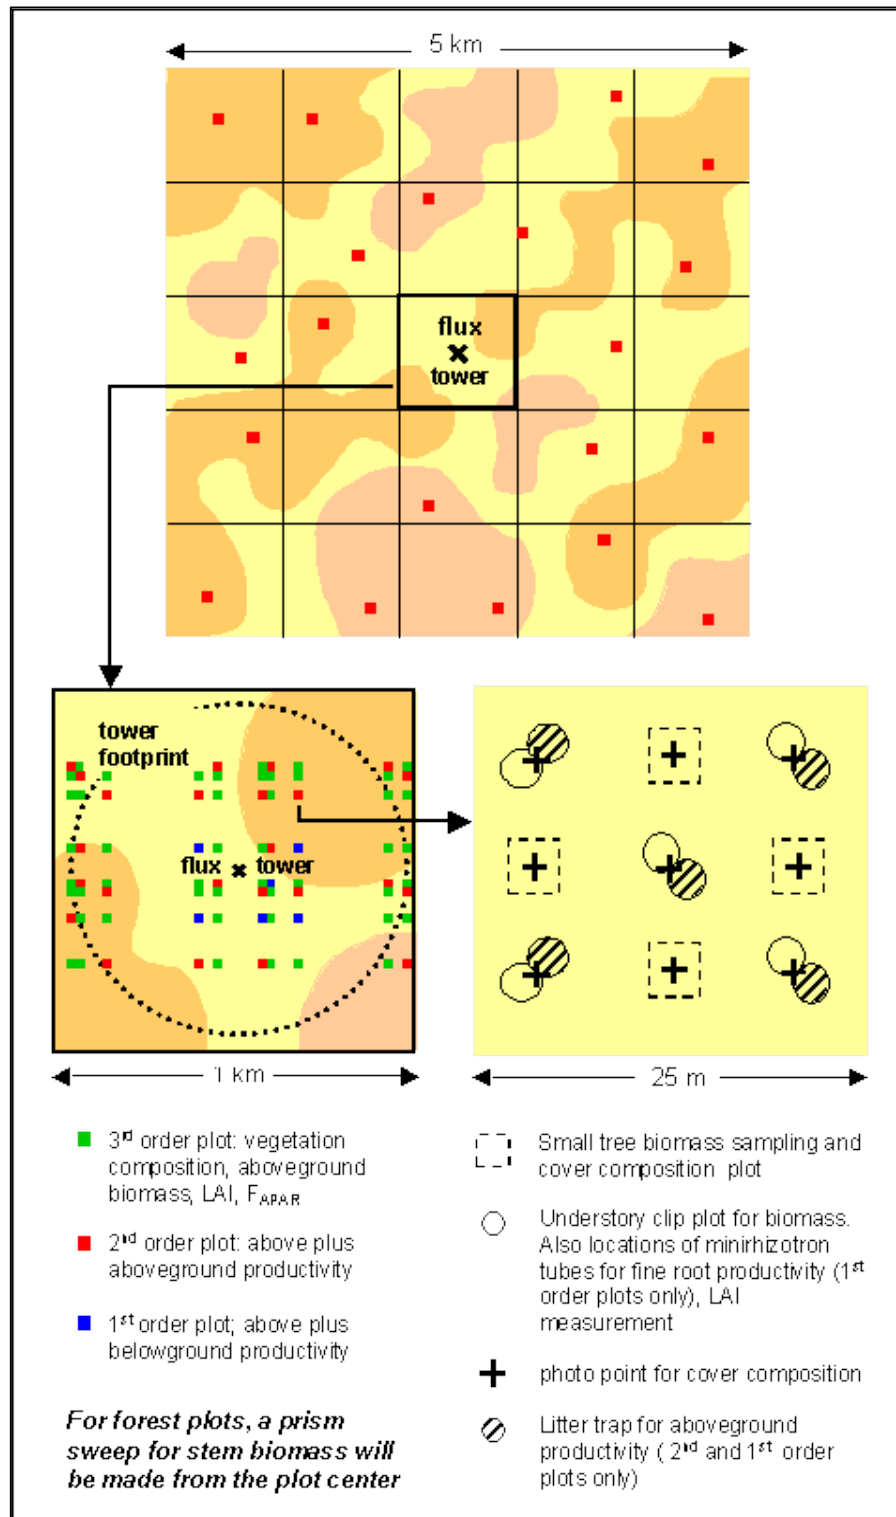 5 km
flux
tower
tower
footprint
flux tower
1 km
25 m
3rd order plot: vegetation
composition, aboveground
biomass, LAI, FAPAR
2nd order plot: above plus
aboveground productivity
1st order plot; above plus
belowground productivity
For forest plots, a prism
sweep for stem biomass will
be made from the plot center
Small tree biomass sampling and
cover composition plot
Understory clip plot for biomass.
Also locations of minirhizotron
tubes for fine root productivity (1st
order plots only), LAI
measurement
photo point for cover composition
Litter trap for aboveground
productivity ( 2nd and 1st order
plots only)